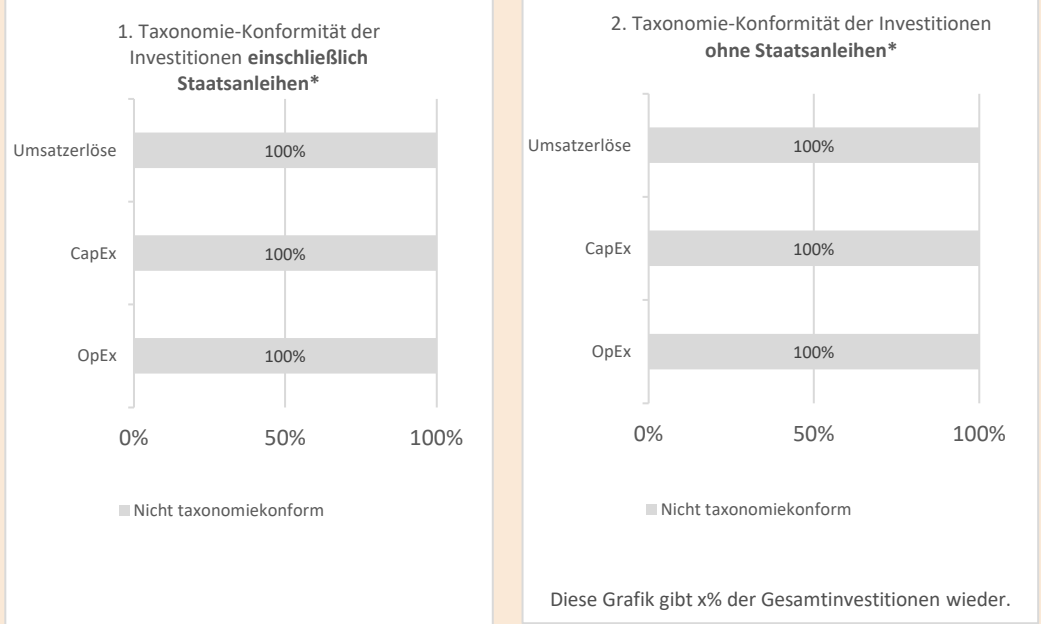 1. Taxonomie-Konformität der
Investitionen einschließlich
Staatsanleihen*
Umsatzerlöse
100%
CapEx
100%
OpEx
100%
0%
50%
100%
Nicht taxonomiekonform
2. Taxonomie-Konformität der Investitionen
ohne Staatsanleihen*
Umsatzerlöse
100%
CapEx
100%
OpEx
100%
0%
50%
100%
Nicht taxonomiekonform
Diese Grafik gibt x% der Gesamtinvestitionen wieder.